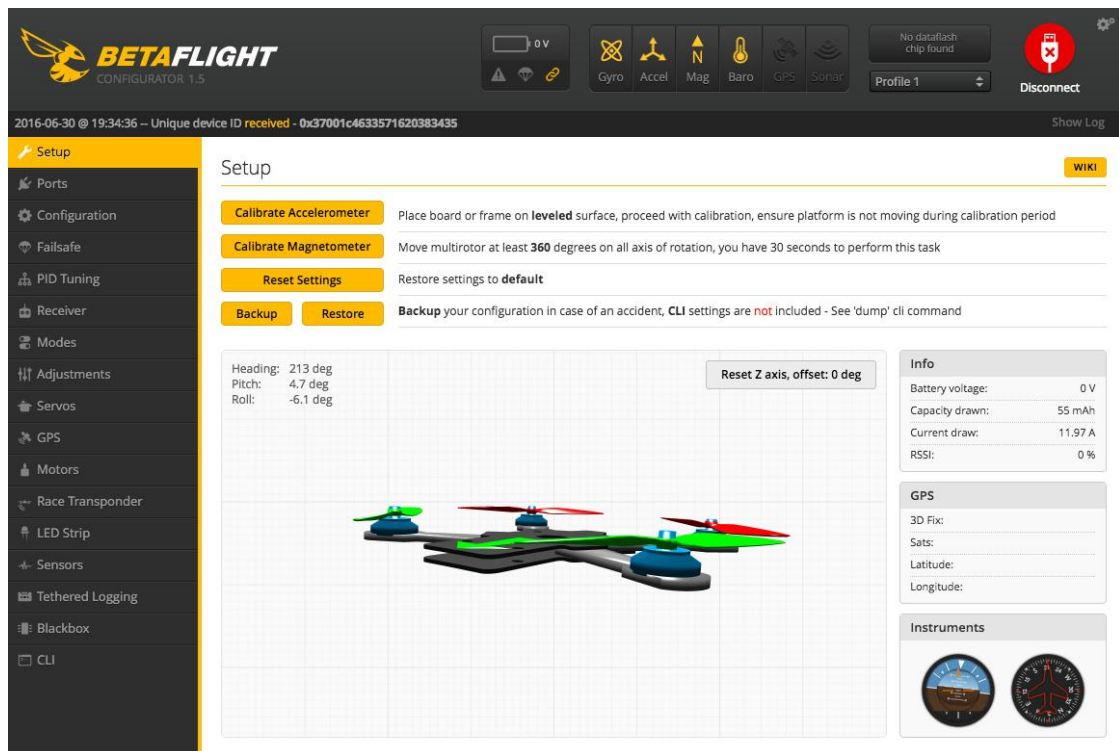 BETAFLIGHT
CONFIGURATOR 1.5
0 V
Gyro Accel Mag Baro GPS Sonar
No dataflash
chip found
Profile 1
Disconnect
2016-06-30 @ 19:34:36 -- Unique device ID received - 0x37001c4633571620383435
Show Log
Setup
Ports
Configuration
Failsafe
PID Tuning
Receiver
Modes
Adjustments
Servos
GPS
Motors
Race Transponder
LED Strip
Sensors
Tethered Logging
Blackbox
CLI
Setup
WIKI
Calibrate Accelerometer Place board or frame on leveled surface, proceed with calibration, ensure platform is not moving during calibration period
Calibrate Magnetometer Move multirotor at least 360 degrees on all axis of rotation, you have 30 seconds to perform this task
Reset Settings Restore settings to default
Backup Restore Backup your configuration in case of an accident, CLI settings are not included - See 'dump' cli command
Heading: 213 deg
Pitch: 4.7 deg
Roll: -6.1 deg
Reset Z axis, offset: 0 deg
Info
Battery voltage: 0 V
Capacity drawn: 55 mAh
Current draw: 11.97 A
RSSI: 0 %
GPS
3D Fix:
Sats:
Latitude:
Longitude:
Instruments